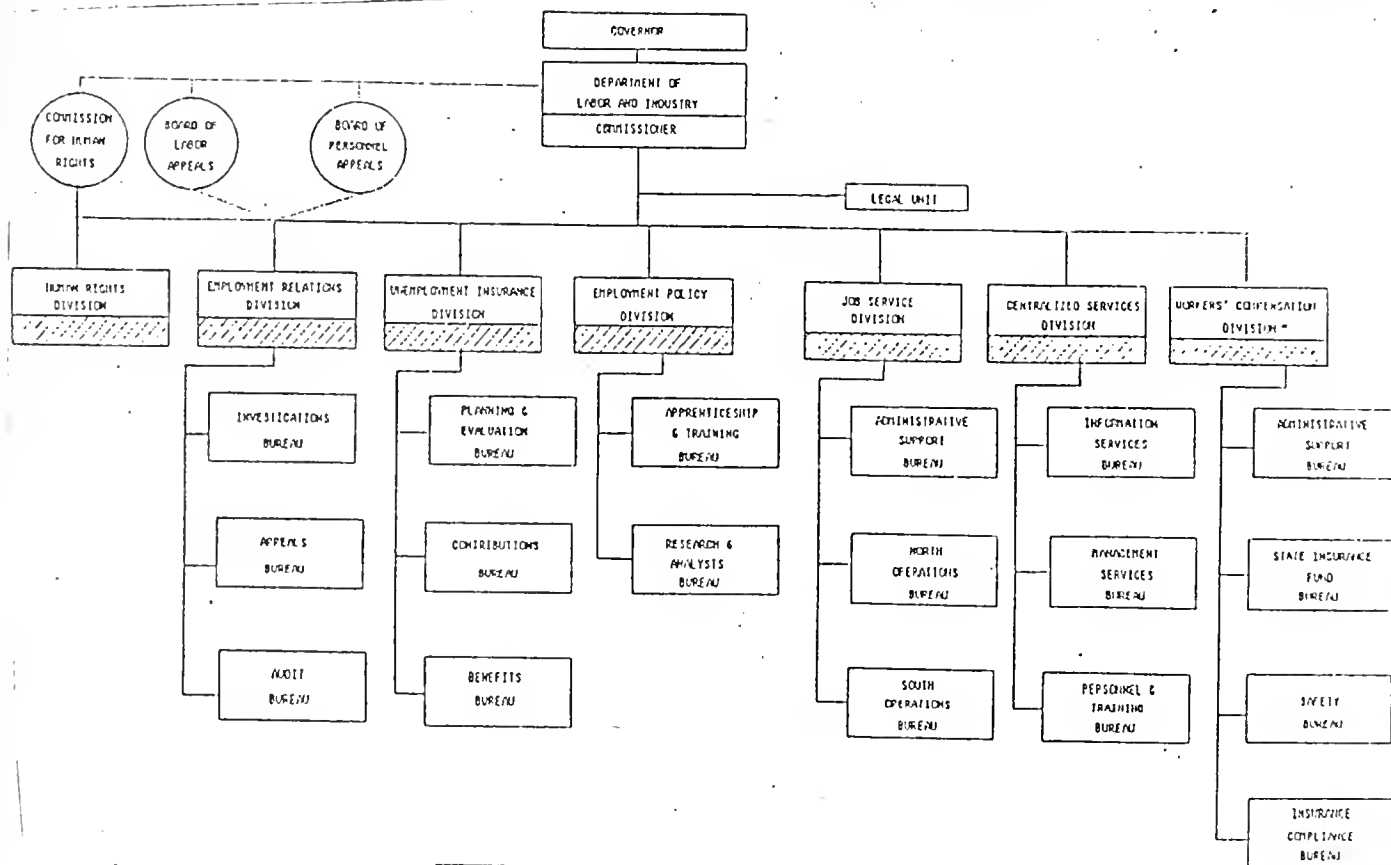 GOVERNOR
DEPARTMENT OF
LABOR AND INDUSTRY
COMMISSIONER
COMMISSION
FOR HUMAN
RIGHTS
BOARD OF
LABOR
APPEALS
BOARD OF
PERSONNEL
APPEALS
LEGAL UNIT
HUMAN RIGHTS
DIVISION
EMPLOYMENT RELATIONS
DIVISION
UNEMPLOYMENT INSURANCE
DIVISION
EMPLOYMENT POLICY
DIVISION
JOB SERVICE
DIVISION
CENTRALIZED SERVICES
DIVISION
WORKERS' COMPENSATION
DIVISION *
INVESTIGATIONS
BUREAU
APPEALS
BUREAU
AUDIT
BUREAU
PLANNING &
EVALUATION
BUREAU
CONTRIBUTIONS
BUREAU
BENEFITS
BUREAU
APPRENTICESHIP
& TRAINING
BUREAU
RESEARCH &
ANALYSIS
BUREAU
ADMINISTRATIVE
SUPPORT
BUREAU
NORTH
OPERATIONS
BUREAU
SOUTH
OPERATIONS
BUREAU
INFORMATION
SERVICES
BUREAU
MANAGEMENT
SERVICES
BUREAU
PERSONNEL &
TRAINING
BUREAU
ADMINISTRATIVE
SUPPORT
BUREAU
STATE INSURANCE
FUND
BUREAU
SAFETY
BUREAU
INSURANCE
COMPLIANCE
BUREAU